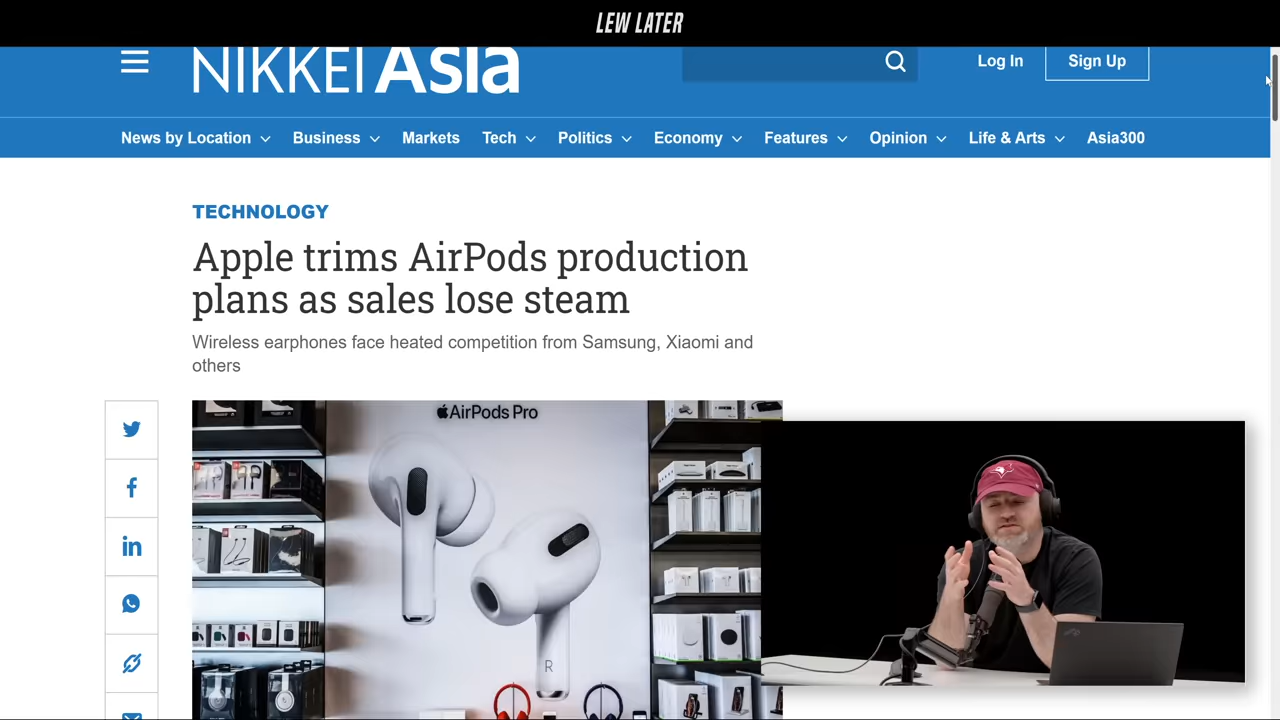 LEW LATER
NIKKEI Asia
Log In
Sign Up
News by Location
Business
Markets
Tech
Politics
Economy
Features
Opinion
Life & Arts
Asia300
TECHNOLOGY
Apple trims AirPods production
plans as sales lose steam
Wireless earphones face heated competition from Samsung, Xiaomi and
others
AirPods Pro
R